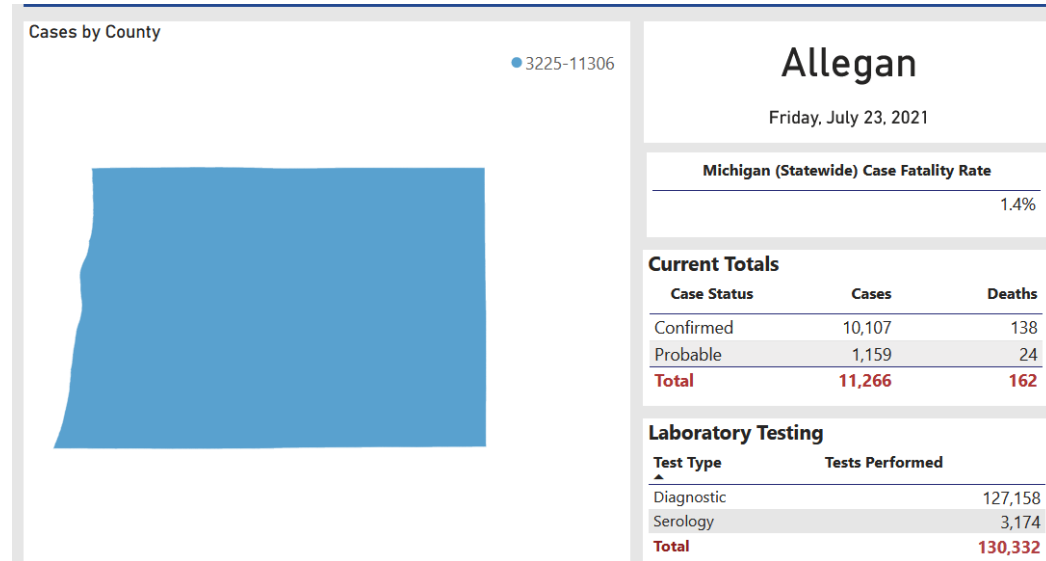 Cases by County
3225-11306
Allegan
Friday, July 23, 2021
Michigan (Statewide) Case Fatality Rate
1.4%
Current Totals
Case Status Cases Deaths
Confirmed 10,107 138
Probable 1,159 24
Total 11,266 162
Laboratory Testing
Test Type Tests Performed
Diagnostic 127,158
Serology 3,174
Total 130,332